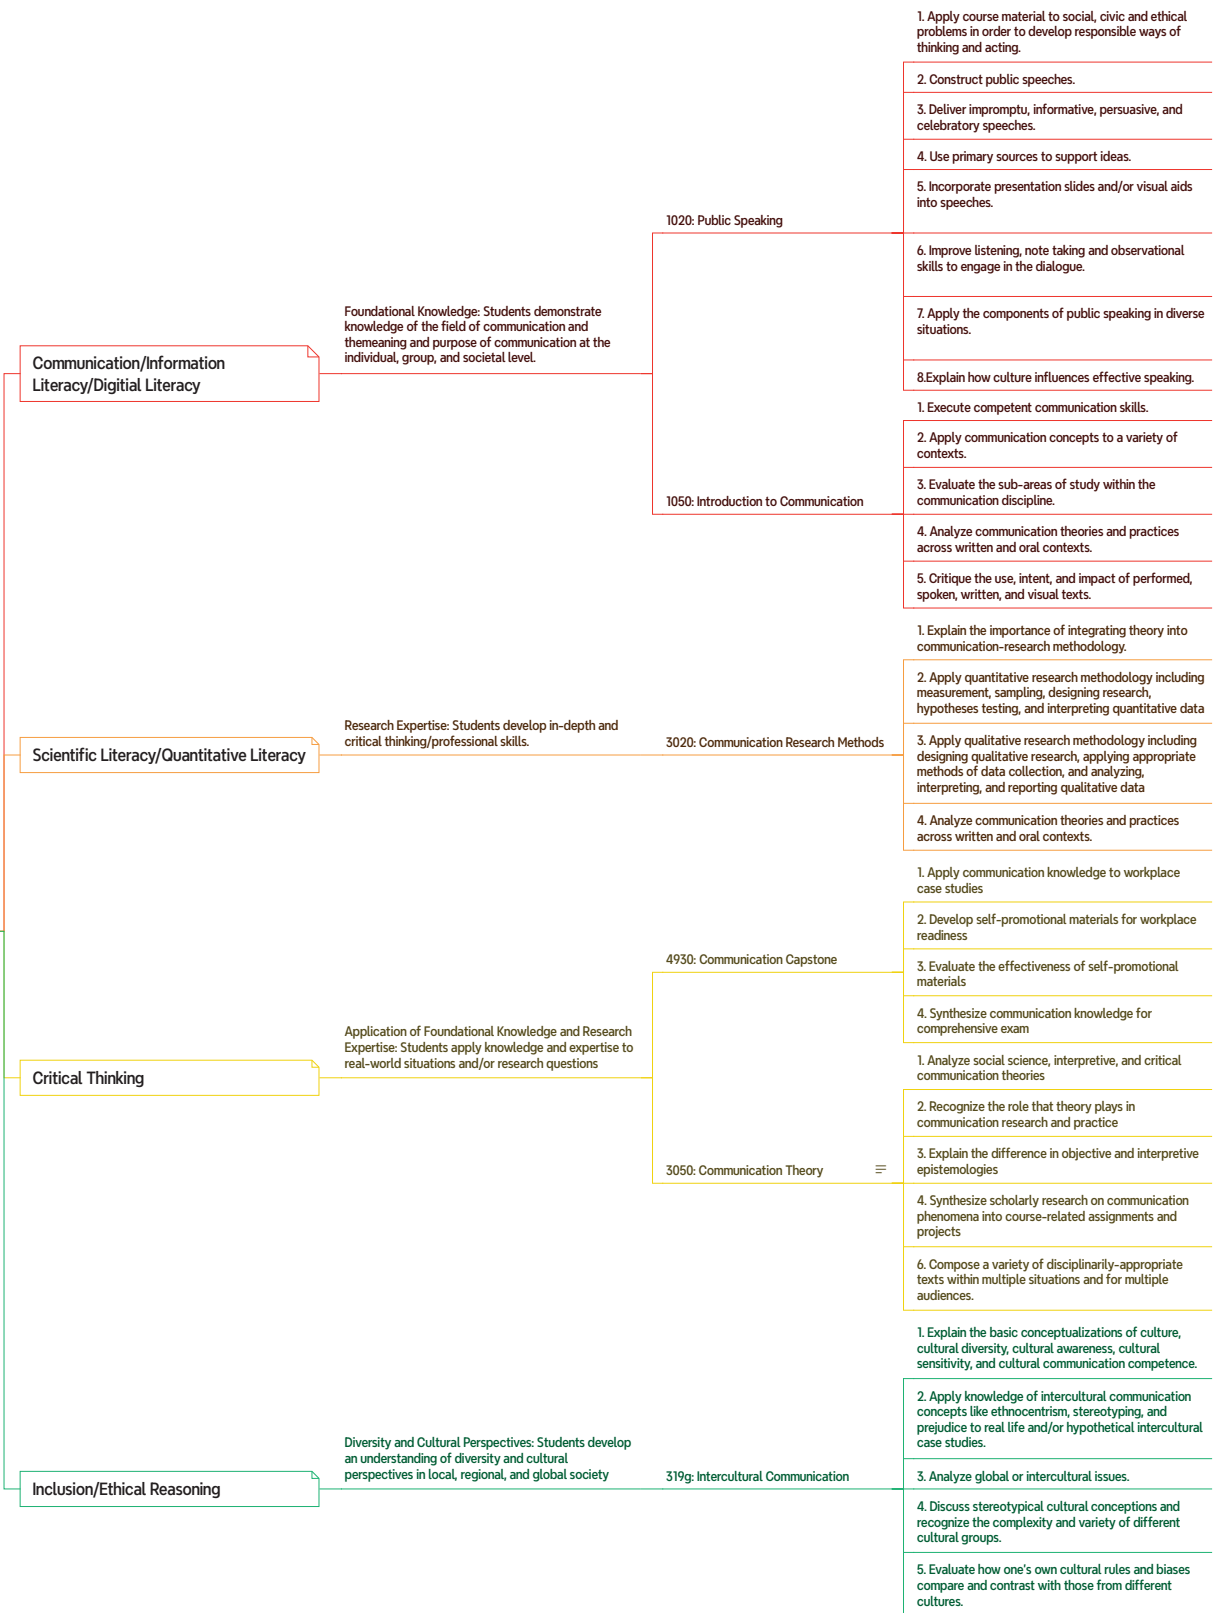 Communication/Information
Literacy/Digitial Literacy
Foundational Knowledge: Students demonstrate
knowledge of the field of communication and
themeaning and purpose of communication at the
individual, group, and societal level.
1020: Public Speaking
1. Apply course material to social, civic and ethical
problems in order to develop responsible ways of
thinking and acting.
2. Construct public speeches.
3. Deliver impromptu, informative, persuasive, and
celebratory speeches.
4. Use primary sources to support ideas.
5. Incorporate presentation slides and/or visual aids
into speeches.
6. Improve listening, note taking and observational
skills to engage in the dialogue.
7. Apply the components of public speaking in diverse
situations.
8.Explain how culture influences effective speaking.
1050: Introduction to Communication
1. Execute competent communication skills.
2. Apply communication concepts to a variety of
contexts.
3. Evaluate the sub-areas of study within the
communication discipline.
4. Analyze communication theories and practices
across written and oral contexts.
5. Critique the use, intent, and impact of performed,
spoken, written, and visual texts.
Scientific Literacy/Quantitative Literacy
Research Expertise: Students develop in-depth and
critical thinking/professional skills.
3020: Communication Research Methods
1. Explain the importance of integrating theory into
communication-research methodology.
2. Apply quantitative research methodology including
measurement, sampling, designing research,
hypotheses testing, and interpreting quantitative data
3. Apply qualitative research methodology including
designing qualitative research, applying appropriate
methods of data collection, and analyzing,
interpreting, and reporting qualitative data
4. Analyze communication theories and practices
across written and oral contexts.
Critical Thinking
Application of Foundational Knowledge and Research
Expertise: Students apply knowledge and expertise to
real-world situations and/or research questions
4930: Communication Capstone
1. Apply communication knowledge to workplace
case studies
2. Develop self-promotional materials for workplace
readiness
3. Evaluate the effectiveness of self-promotional
materials
4. Synthesize communication knowledge for
comprehensive exam
3050: Communication Theory
1. Analyze social science, interpretive, and critical
communication theories
2. Recognize the role that theory plays in
communication research and practice
3. Explain the difference in objective and interpretive
epistemologies
4. Synthesize scholarly research on communication
phenomena into course-related assignments and
projects
6. Compose a variety of disciplinarily-appropriate
texts within multiple situations and for multiple
audiences.
Inclusion/Ethical Reasoning
Diversity and Cultural Perspectives: Students develop
an understanding of diversity and cultural
perspectives in local, regional, and global society
319g: Intercultural Communication
1. Explain the basic conceptualizations of culture,
cultural diversity, cultural awareness, cultural
sensitivity, and cultural communication competence.
2. Apply knowledge of intercultural communication
concepts like ethnocentrism, stereotyping, and
prejudice to real life and/or hypothetical intercultural
case studies.
3. Analyze global or intercultural issues.
4. Discuss stereotypical cultural conceptions and
recognize the complexity and variety of different
cultural groups.
5. Evaluate how one's own cultural rules and biases
compare and contrast with those from different
cultures.